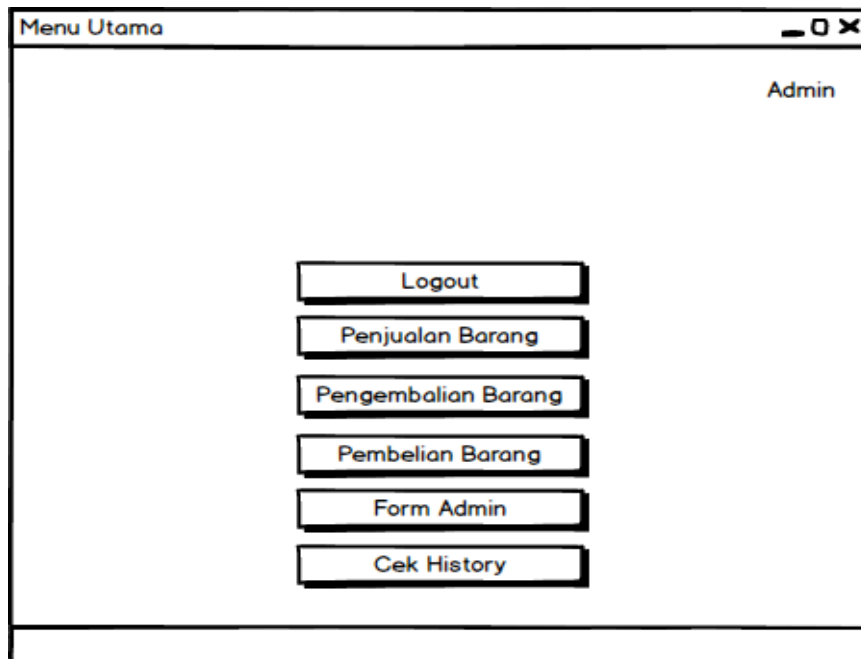 Menu Utama
Admin
Logout
Penjualan Barang
Pengembalian Barang
Pembelian Barang
Form Admin
Cek History